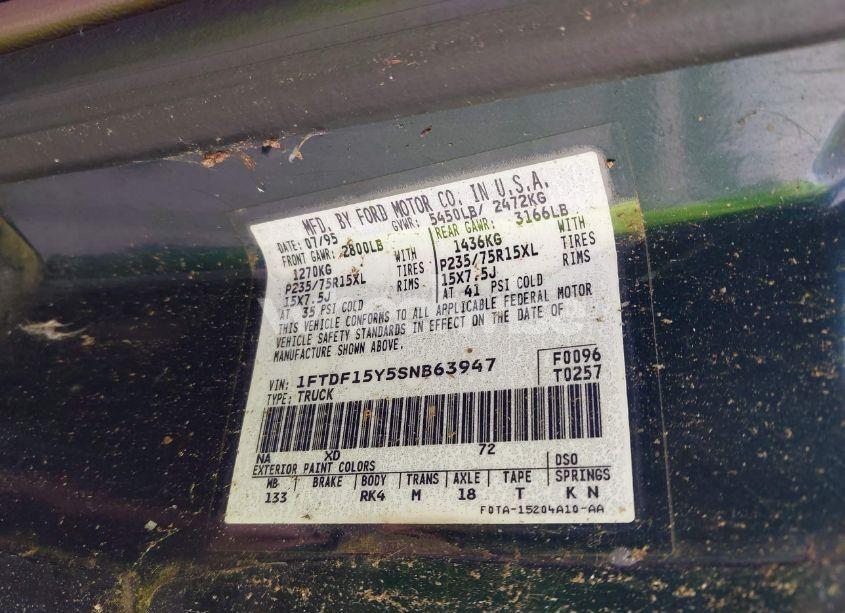 MFD. BY FORD MOTOR CO. IN U.S.A.
DATE: 07/95 GVWR: 5450LB/ 2472KG
FRONT GAWR: 2800LB REAR GAWR: 3166LB
1270KG WITH 1436KG WITH
P235/75R15XL TIRES P235/75R15XL TIRES
15X7.5J RIMS 15X7.5J RIMS
AT 35 PSI COLD AT 41 PSI COLD
THIS VEHICLE CONFORMS TO ALL APPLICABLE FEDERAL MOTOR
VEHICLE SAFETY STANDARDS IN EFFECT ON THE DATE OF
MANUFACTURE SHOWN ABOVE.
F0096
VIN: 1FTDF15Y5SNB63947 T0257
TYPE: TRUCK
NA XD 72
EXTERIOR PAINT COLORS DSO
MB BRAKE BODY TRANS AXLE TAPE SPRINGS
133 RK4 M 18 T K N
F0TA-15204A10-AA